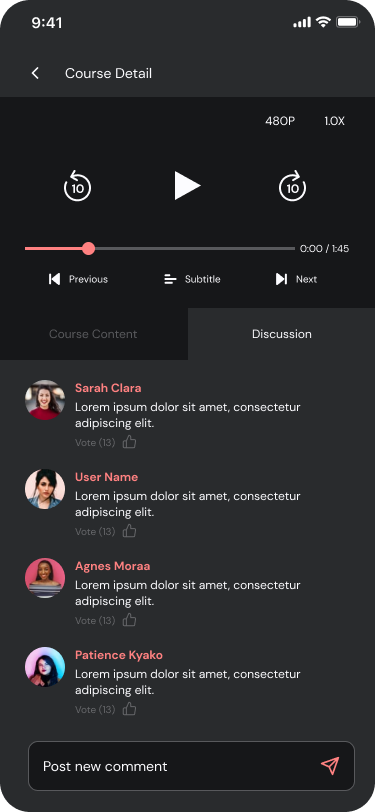 9:41
Course Detail
480P 1.0X
10 10
0:00 / 1:45
Previous Subtitle Next
Course Content Discussion
Sarah Clara
Lorem ipsum dolor sit amet, consectetur
adipiscing elit.
Vote (13)
User Name
Lorem ipsum dolor sit amet, consectetur
adipiscing elit.
Vote (13)
Agnes Moraa
Lorem ipsum dolor sit amet, consectetur
adipiscing elit.
Vote (13)
Patience Kyako
Lorem ipsum dolor sit amet, consectetur
adipiscing elit.
Vote (13)
Post new comment